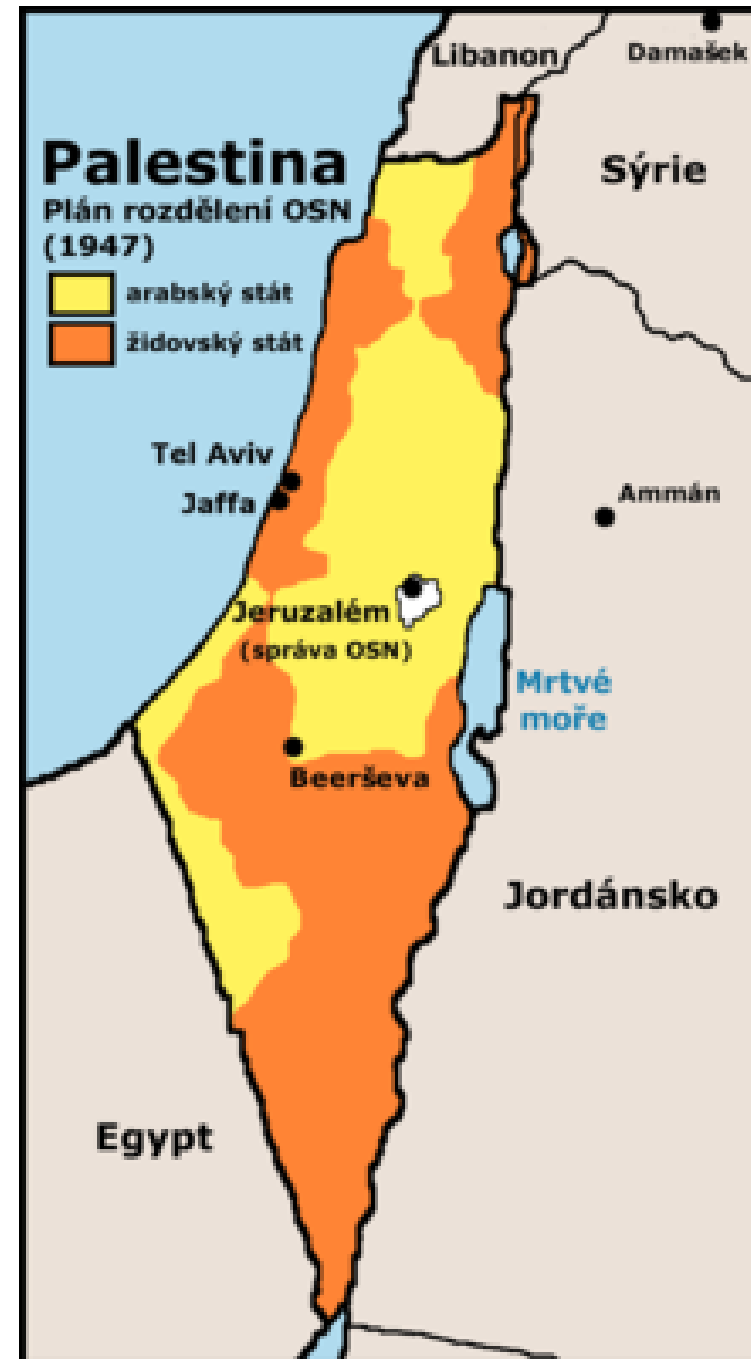 Libanon
Damašek
Palestina
Plán rozdělení OSN
(1947)
Sýrie
arabský stát
židovský stát
Tel Aviv
Jaffa
Ammán
Jeruzalém
(správa OSN)
Mrtvé
moře
Beerševa
Jordánsko
Egypt